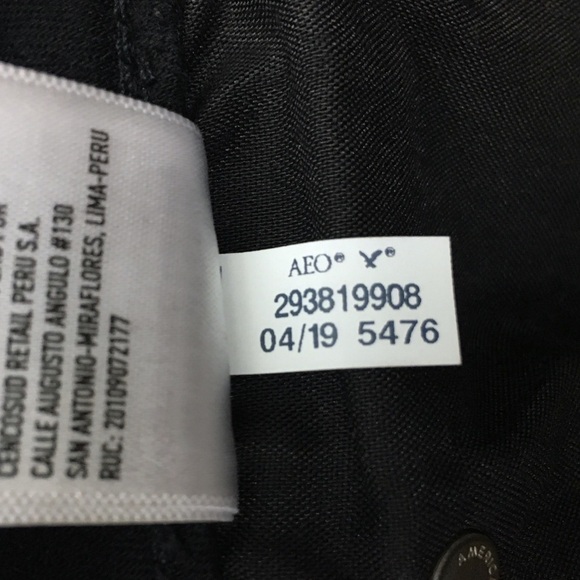 CENCOSUD RETAIL PERU S.A.
CALLE AUGUSTO ANGULO #130
SAN ANTONIO-MIRAFLORES, LIMA-PERU
RUC: 20109072177
AEO® ®
293819908
04/19 5476
AMERIC